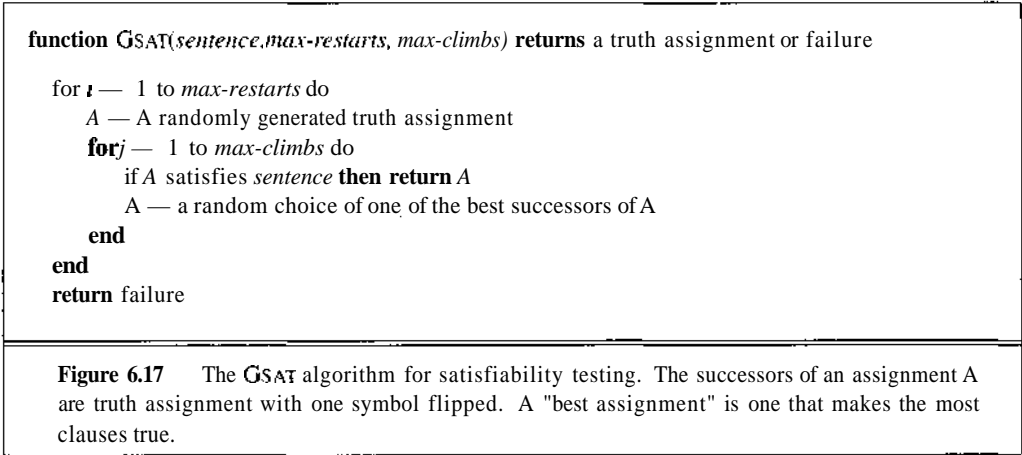 function GSAT(sentence,max-restarts, max-climbs) returns a truth assignment or failure
for i — 1 to max-restarts do
A — A randomly generated truth assignment
for j — 1 to max-climbs do
if A satisfies sentence then return A
A — a random choice of one of the best successors of A
end
end
return failure
Figure 6.17 The GSAT algorithm for satisfiability testing. The successors of an assignment A
are truth assignment with one symbol flipped. A "best assignment" is one that makes the most
clauses true.